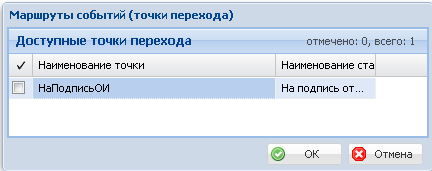 Маршруты событий (точки перехода)
Доступные точки перехода отмечено: 0, всего: 1
Наименование точки Наименование ста
НаПодписьОИ На подпись от...
ОК Отмена